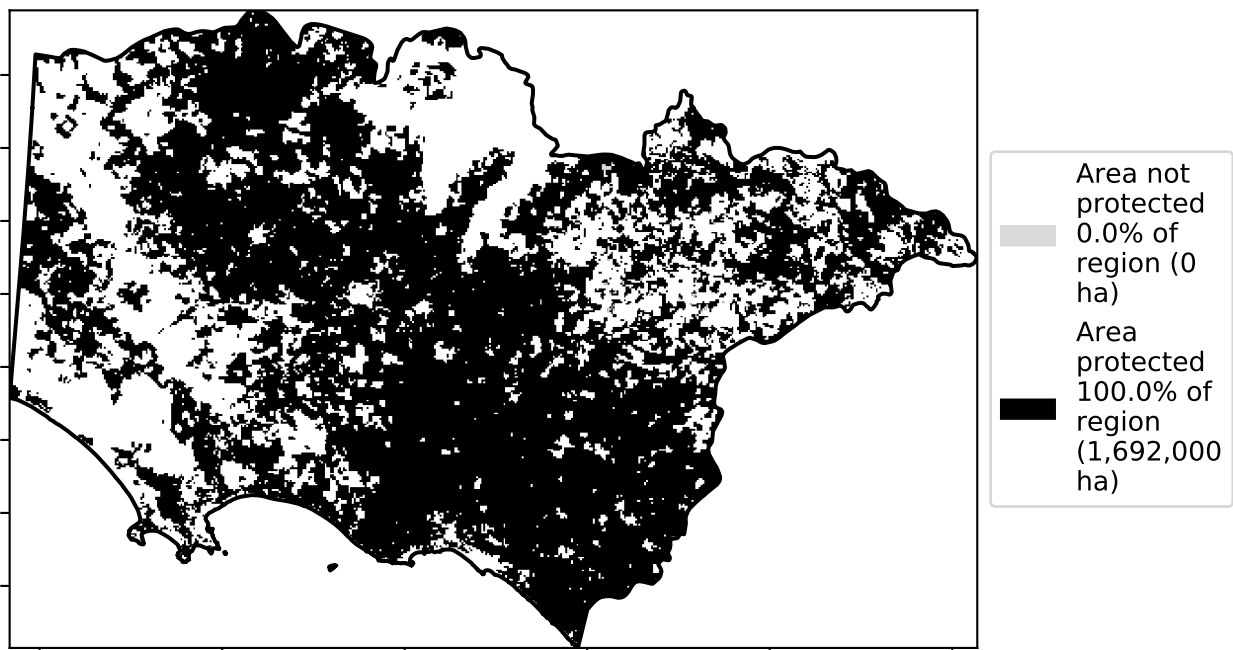 Area not
protected
0.0% of
region (0
ha)
Area
protected
100.0% of
region
(1,692,000
ha)